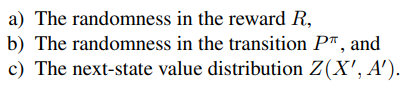 a) The randomness in the reward R,
b) The randomness in the transition P^π, and
c) The next-state value distribution Z(X′, A′).